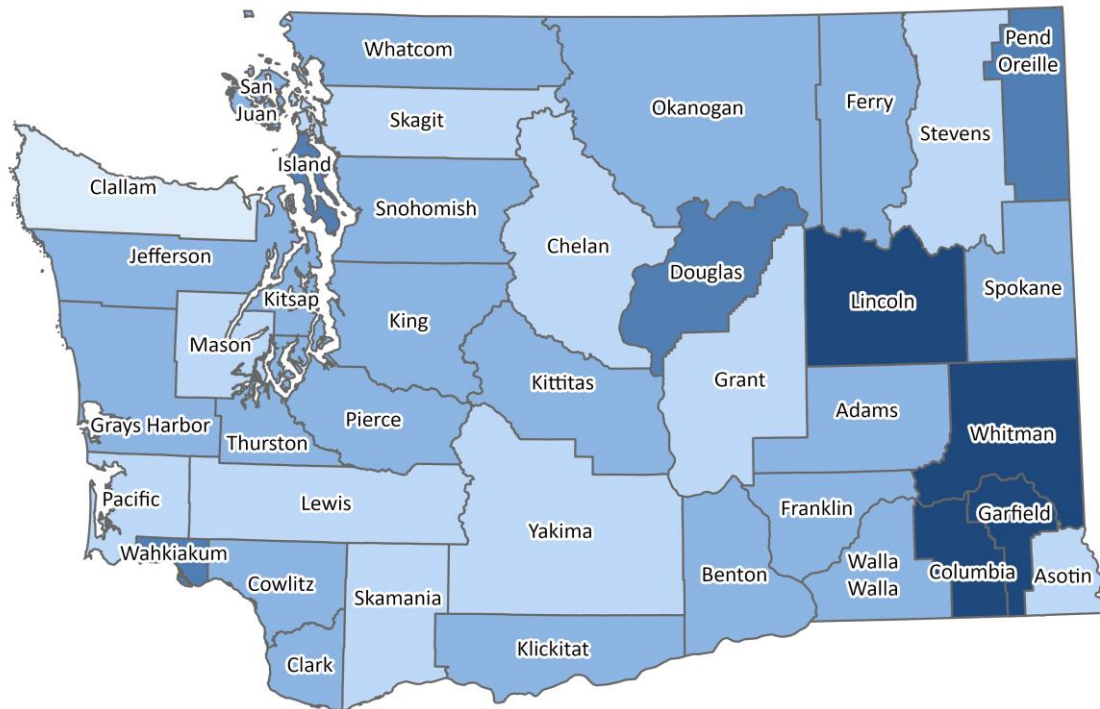 Whatcom
San
Juan
Skagit
Island
Clallam
Snohomish
Jefferson
Kitsap
King
Mason
Grays Harbor
Thurston
Pierce
Pacific
Lewis
Wahkiakum
Cowlitz
Skamania
Clark
Okanogan
Ferry
Stevens
Pend
Oreille
Chelan
Douglas
Lincoln
Spokane
Kittitas
Grant
Adams
Whitman
Yakima
Franklin
Garfield
Benton
Walla
Walla
Columbia
Asotin
Klickitat